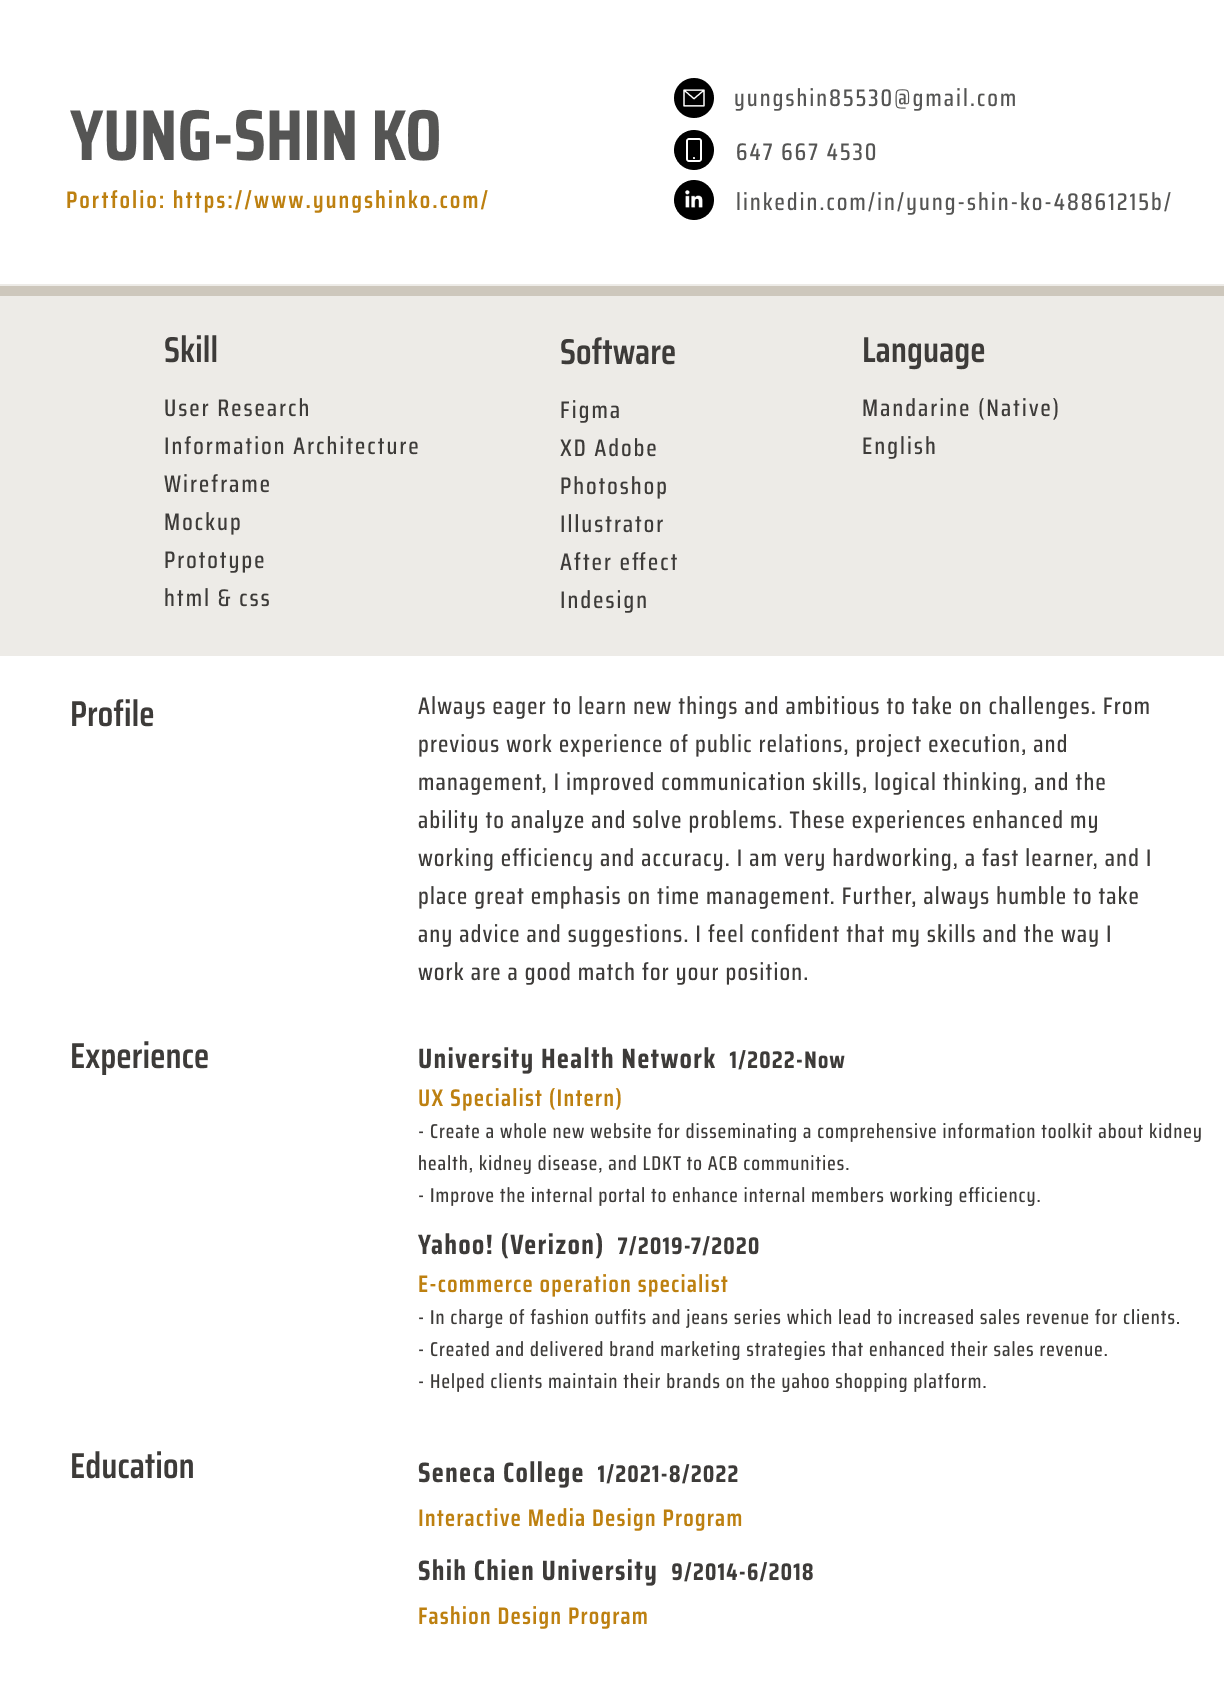 YUNG-SHIN KO
Portfolio: https://www.yungshinko.com/
yungshin85530@gmail.com
647 667 4530
in linkedin.com/in/yung-shin-ko-48861215b/
Skill
User Research
Information Architecture
Wireframe
Mockup
Prototype
html & css
Software
Figma
XD Adobe
Photoshop
Illustrator
After effect
Indesign
Language
Mandarine (Native)
English
Profile
Always eager to learn new things and ambitious to take on challenges. From
previous work experience of public relations, project execution, and
management, I improved communication skills, logical thinking, and the
ability to analyze and solve problems. These experiences enhanced my
working efficiency and accuracy. I am very hardworking, a fast learner, and I
place great emphasis on time management. Further, always humble to take
any advice and suggestions. I feel confident that my skills and the way I
work are a good match for your position.
Experience
University Health Network 1/2022-Now
UX Specialist (Intern)
- Create a whole new website for disseminating a comprehensive information toolkit about kidney
health, kidney disease, and LDKT to ACB communities.
- Improve the internal portal to enhance internal members working efficiency.
Yahoo! (Verizon) 7/2019-7/2020
E-commerce operation specialist
- In charge of fashion outfits and jeans series which lead to increased sales revenue for clients.
- Created and delivered brand marketing strategies that enhanced their sales revenue.
- Helped clients maintain their brands on the yahoo shopping platform.
Education
Seneca College 1/2021-8/2022
Interactive Media Design Program
Shih Chien University 9/2014-6/2018
Fashion Design Program